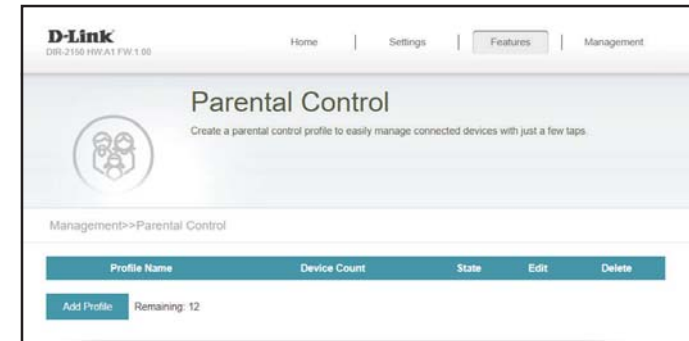 D-Link
DIR-2150 HW:A1 FW:1.00
Home | Settings | Features | Management
Parental Control
Create a parental control profile to easily manage connected devices with just a few taps.
Management>>Parental Control
Profile Name Device Count State Edit Delete
Add Profile Remaining: 12